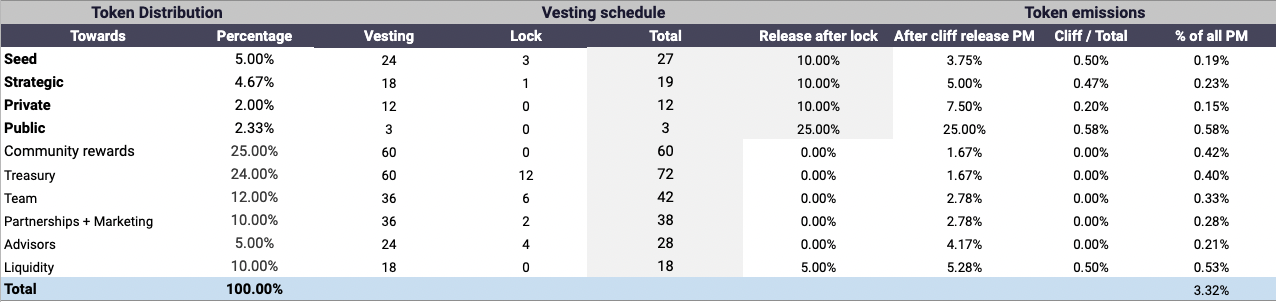 Token Distribution Vesting schedule Token emissions
Towards Percentage Vesting Lock Total Release after lock After cliff release PM Cliff / Total % of all PM
Seed 5.00% 24 3 27 10.00% 3.75% 0.50% 0.19%
Strategic 4.67% 18 1 19 10.00% 5.00% 0.47% 0.23%
Private 2.00% 12 0 12 10.00% 7.50% 0.20% 0.15%
Public 2.33% 3 0 3 25.00% 25.00% 0.58% 0.58%
Community rewards 25.00% 60 0 60 0.00% 1.67% 0.00% 0.42%
Treasury 24.00% 60 12 72 0.00% 1.67% 0.00% 0.40%
Team 12.00% 36 6 42 0.00% 2.78% 0.00% 0.33%
Partnerships + Marketing 10.00% 36 2 38 0.00% 2.78% 0.00% 0.28%
Advisors 5.00% 24 4 28 0.00% 4.17% 0.00% 0.21%
Liquidity 10.00% 18 0 18 5.00% 5.28% 0.50% 0.53%
Total 100.00% 3.32%